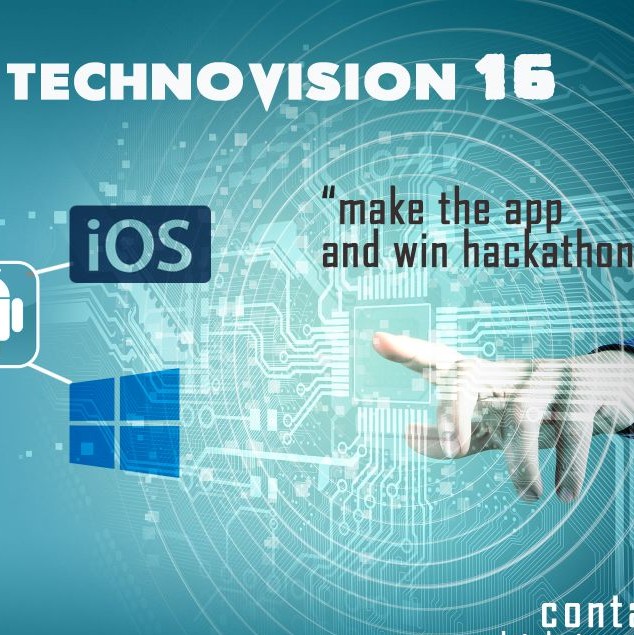 TECHNOVISION 16
iOS
“make the app
and win hackathon
conta